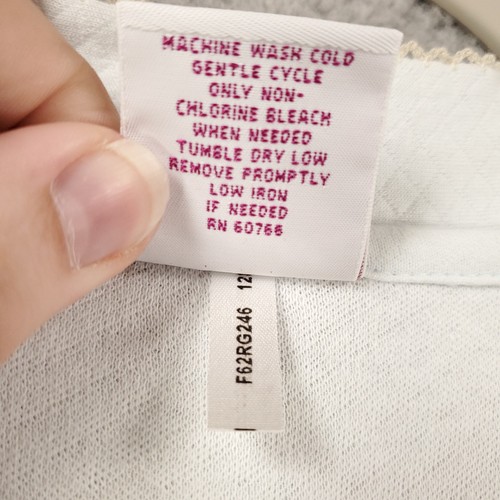 MACHINE WASH COLD
GENTLE CYCLE
ONLY NON-
CHLORINE BLEACH
WHEN NEEDED
TUMBLE DRY LOW
REMOVE PROMPTLY
LOW IRON
IF NEEDED
RN 60766
F62RG246 12